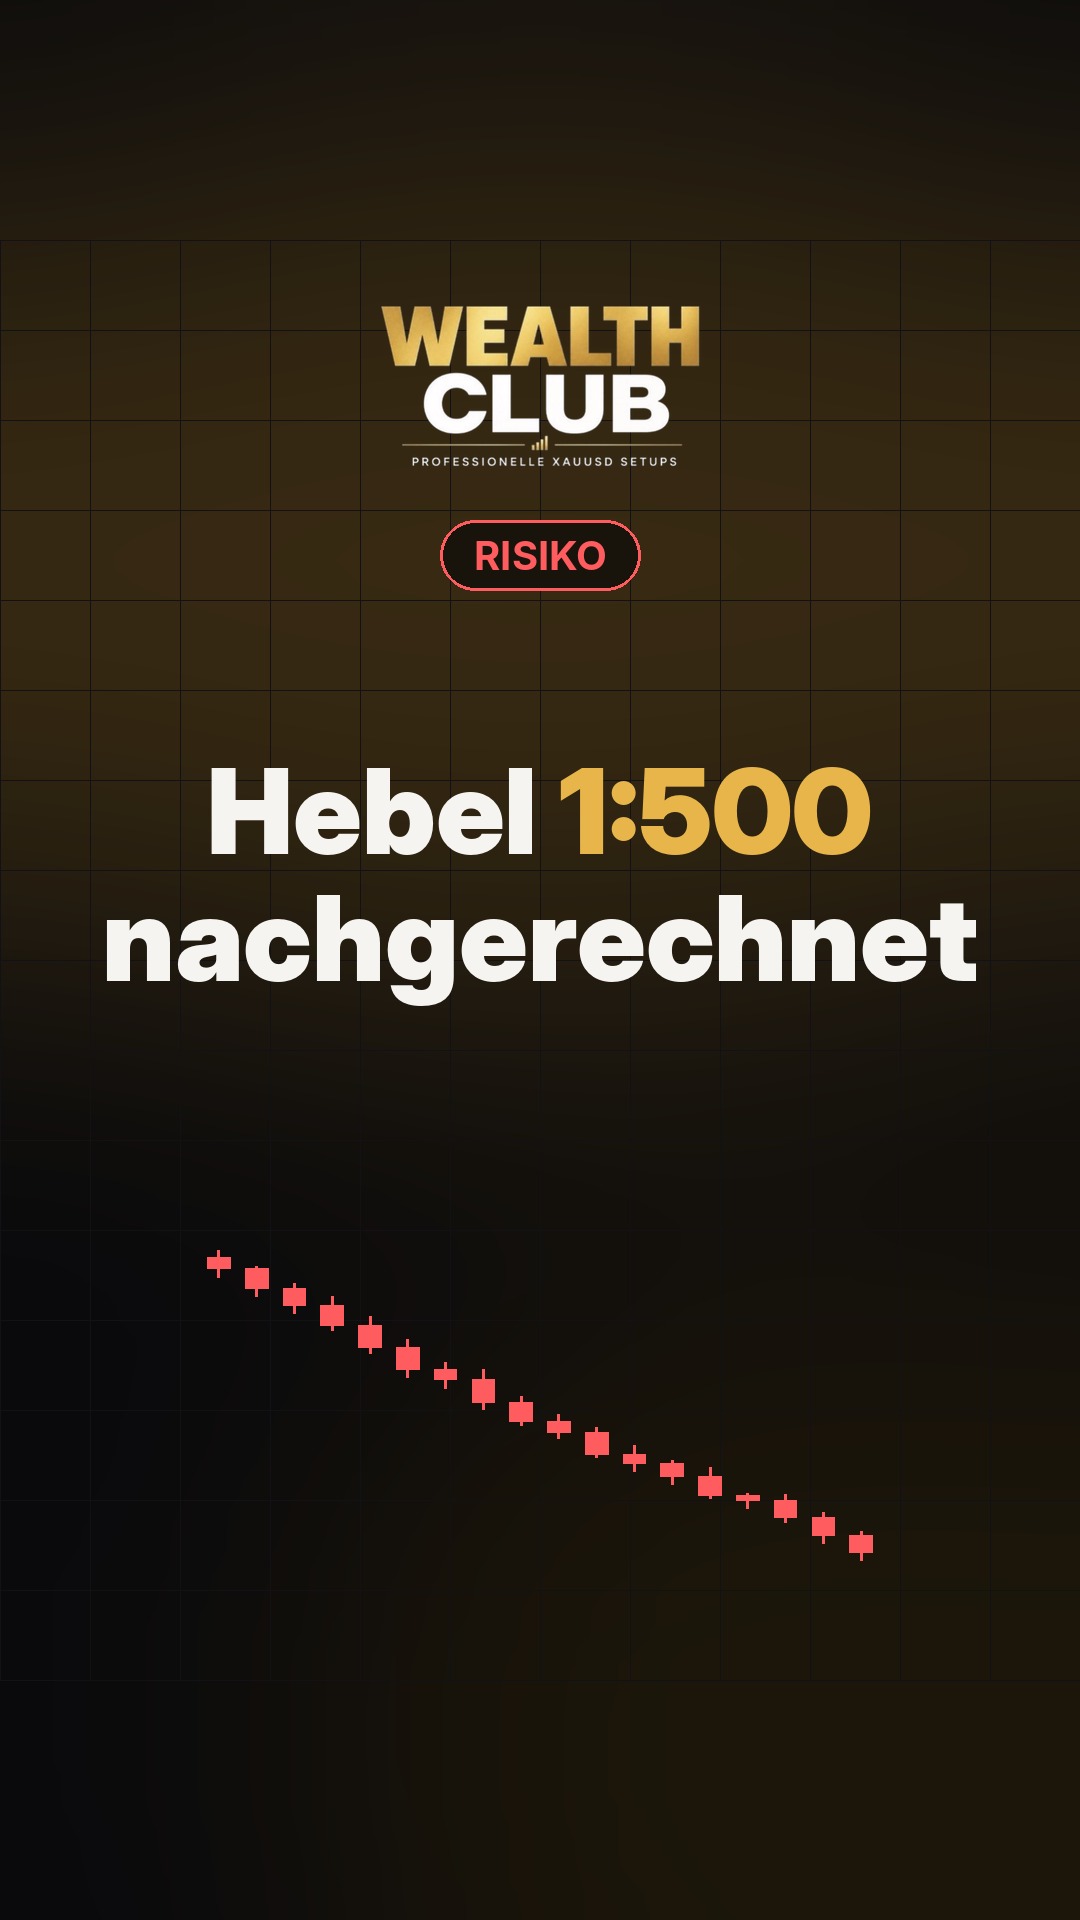 WEALTH
CLUB
PROFESSIONELLE XAUUSD SETUPS
RISIKO
Hebel 1:500
nachgerechnet